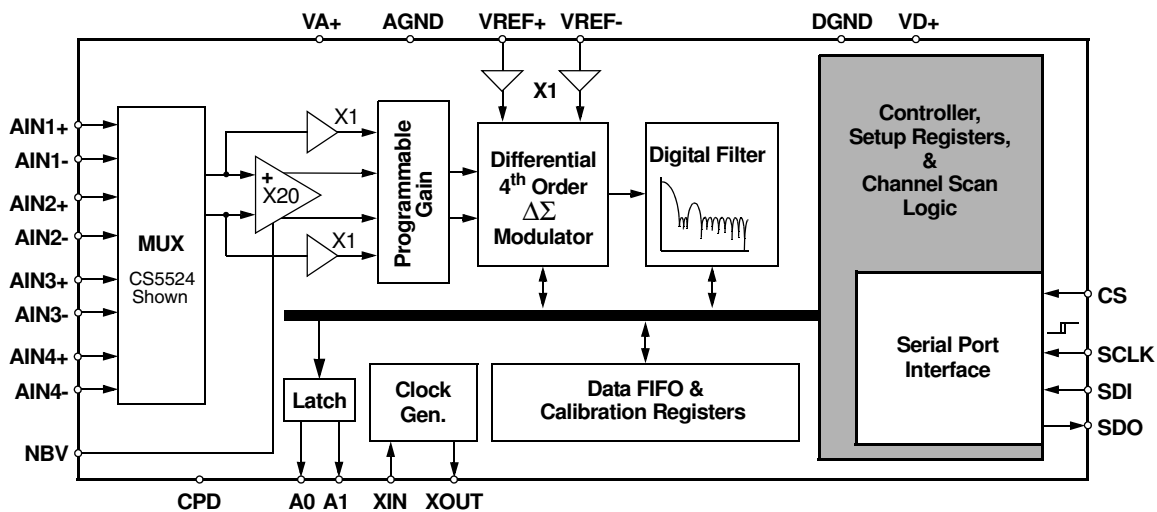 VA+
AGND
VREF+
VREF-
DGND
VD+
X1
AIN1+
AIN1-
AIN2+
AIN2-
AIN3+
AIN3-
AIN4+
AIN4-
NBV
MUX
CS5524
Shown
X1
+
X20
X1
Programmable
Gain
Differential
4th Order
ΔΣ
Modulator
Digital Filter
Controller,
Setup Registers,
&
Channel Scan
Logic
Serial Port
Interface
CS
SCLK
SDI
SDO
Latch
Clock
Gen.
Data FIFO &
Calibration Registers
CPD
A0
A1
XIN
XOUT